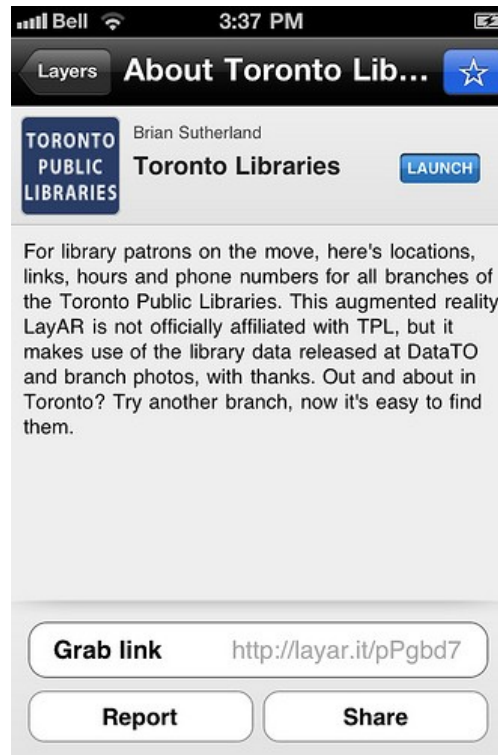 Bell 3:37 PM
Layers About Toronto Lib...
TORONTO
PUBLIC
LIBRARIES
Brian Sutherland
Toronto Libraries
LAUNCH
For library patrons on the move, here's locations,
links, hours and phone numbers for all branches of
the Toronto Public Libraries. This augmented reality
LayAR is not officially affiliated with TPL, but it
makes use of the library data released at DataTO
and branch photos, with thanks. Out and about in
Toronto? Try another branch, now it's easy to find
them.
Grab link http://layar.it/pPgbd7
Report Share